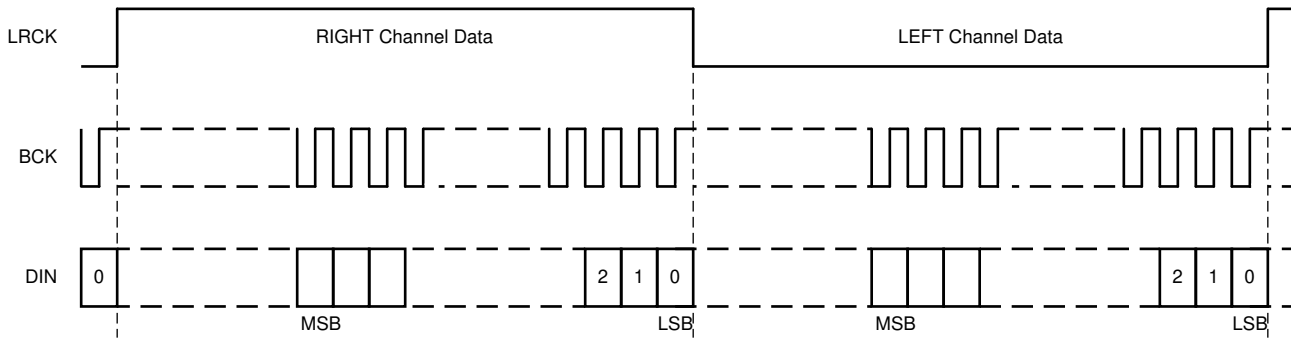 LRCK
RIGHT Channel Data
LEFT Channel Data
BCK
DIN
0
2 1 0
2 1 0
MSB
LSB
MSB
LSB